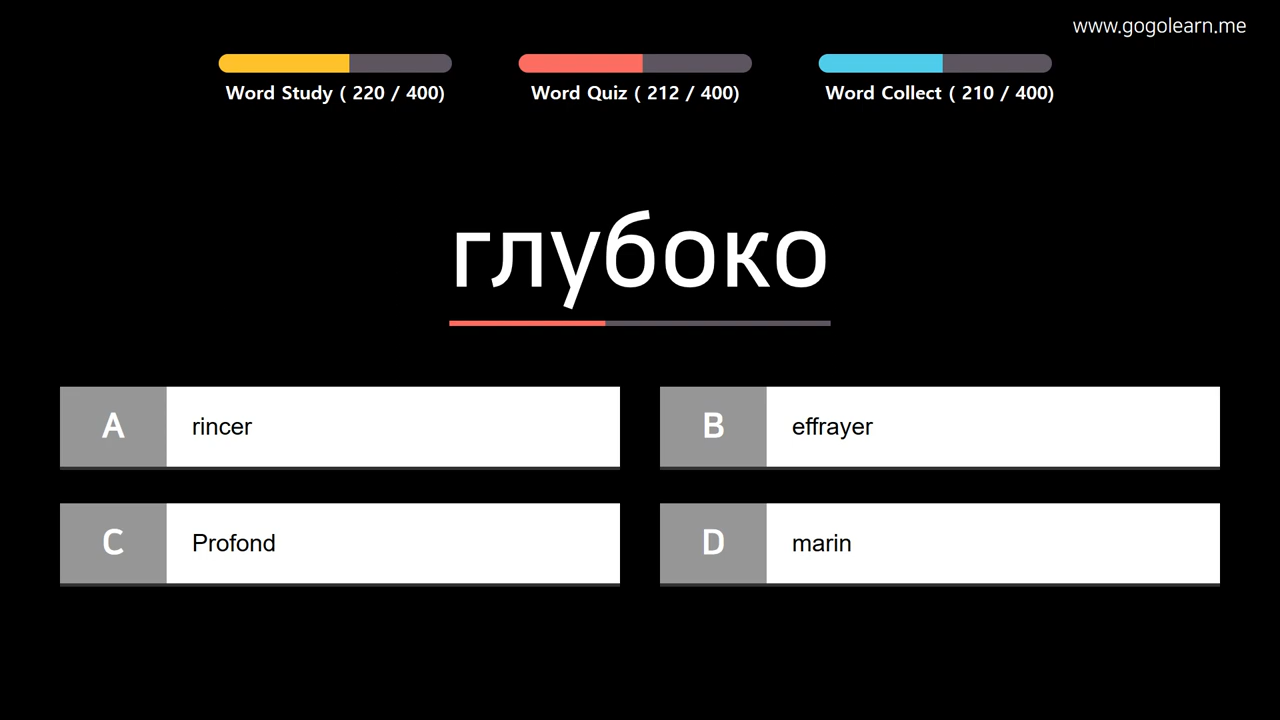 www.gogolearn.me
Word Study ( 220 / 400)
Word Quiz ( 212 / 400)
Word Collect ( 210 / 400)
глубоко
A rincer
B effrayer
C Profond
D marin